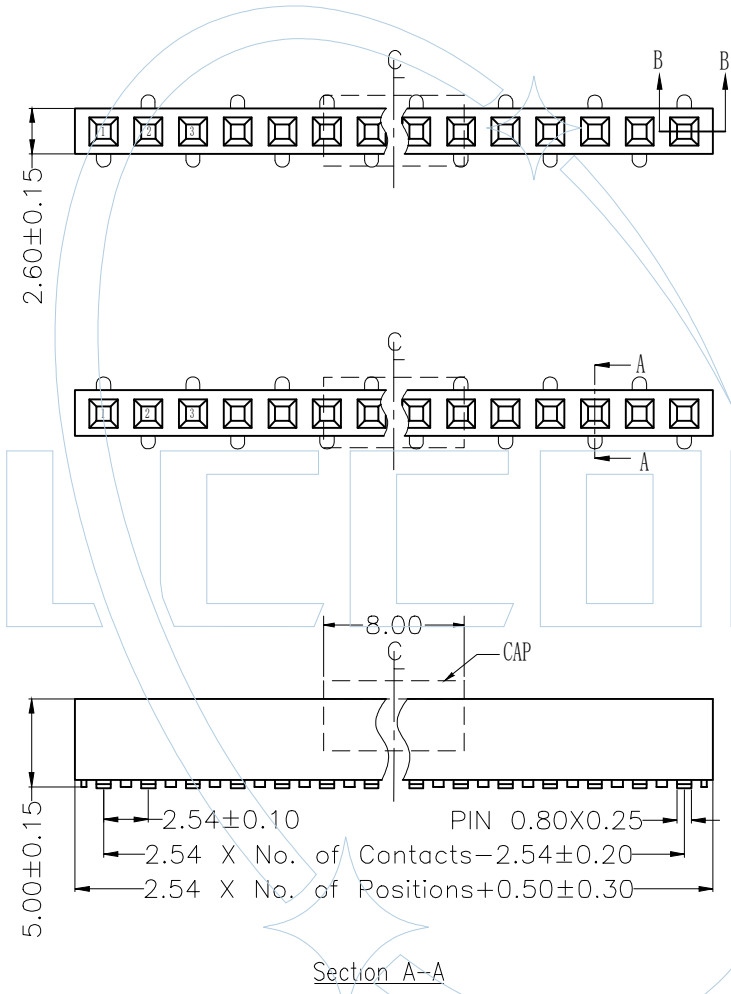 ℄
B B
1 2 3
2.60±0.15
℄
A
1 2 3
A
8.00
℄
CAP
2.54±0.10
PIN 0.80X0.25
2.54 X No. of Contacts-2.54±0.20
2.54 X No. of Positions+0.50±0.30
5.00±0.15
Section A-A